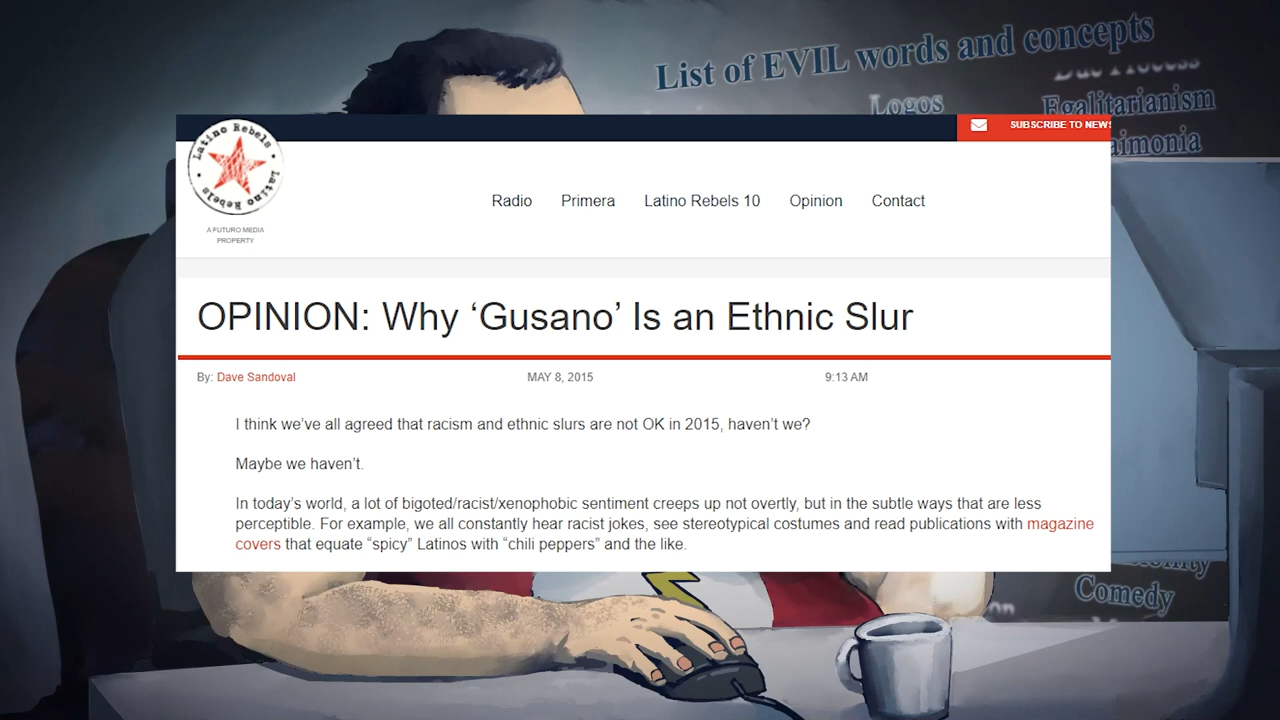 List of EVIL words and concepts
Due Process
Logos
Egalitarianism
aimonia
SUBSCRIBE TO NEWS
Latino Rebels • Latino Rebels •
A FUTURO MEDIA
PROPERTY
Radio Primera Latino Rebels 10 Opinion Contact
OPINION: Why ‘Gusano’ Is an Ethnic Slur
By: Dave Sandoval MAY 8, 2015 9:13 AM
I think we’ve all agreed that racism and ethnic slurs are not OK in 2015, haven’t we?
Maybe we haven’t.
In today’s world, a lot of bigoted/racist/xenophobic sentiment creeps up not overtly, but in the subtle ways that are less
perceptible. For example, we all constantly hear racist jokes, see stereotypical costumes and read publications with magazine
covers that equate “spicy” Latinos with “chili peppers” and the like.
Comedy